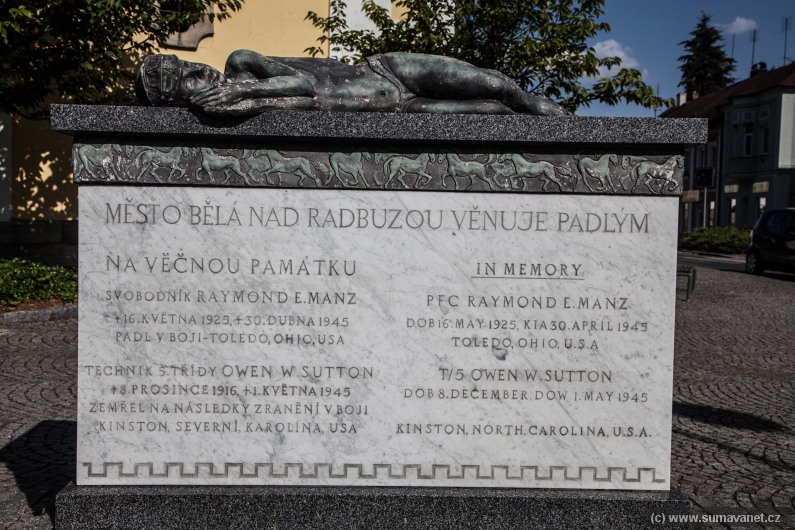 MĚSTO BĚLÁ NAD RADBUZOU VĚNUJE PADLÝM
NA VĚČNOU PAMÁTKU
SVOBODNÍK RAYMOND E. MANZ
+16. KVĚTNA 1925, +30. DUBNA 1945
PADL V BOJI-TOLEDO, OHIO, USA
TECHNIK 5. TŘÍDY OWEN W. SUTTON
+8. PROSINCE 1916, +1. KVĚTNA 1945
ZEMŘEL NA NÁSLEDKY ZRANĚNÍ V BOJI
KINSTON, SEVERNÍ, KAROLÍNA, USA
IN MEMORY
PFC RAYMOND E. MANZ
DOB 16. MAY 1925, KIA 30. APRIL 1945
TOLEDO, OHIO, U.S.A
T/5 OWEN W. SUTTON
DOB 8. DECEMBER, DOW 1. MAY 1945
KINSTON, NORTH, CAROLINA, U.S.A.
(c) www.sumavanet.cz